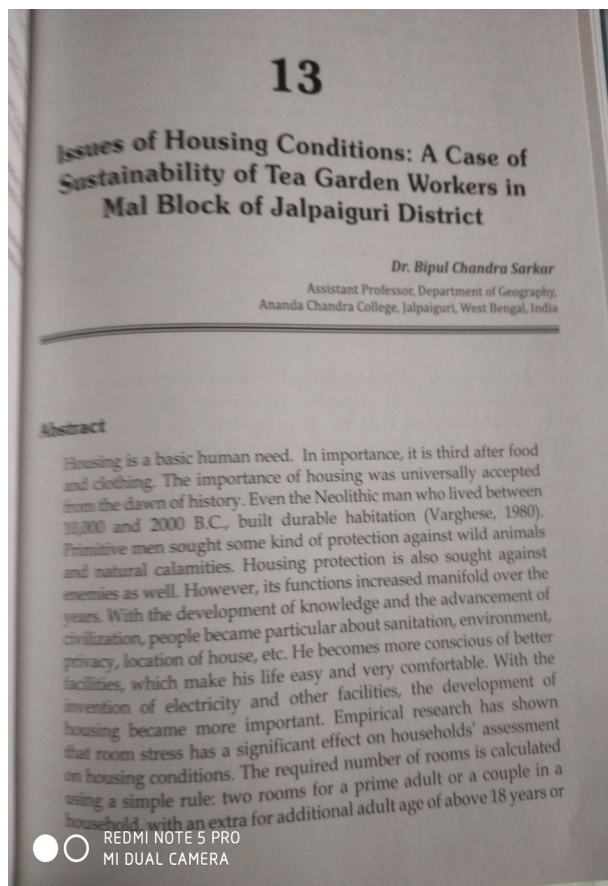 13
Issues of Housing Conditions: A Case of
Sustainability of Tea Garden Workers in
Mal Block of Jalpaiguri District
Dr. Bipul Chandra Sarkar
Assistant Professor, Department of Geography,
Ananda Chandra College, Jalpaiguri, West Bengal, India
Abstract
Housing is a basic human need. In importance, it is third after food
and clothing. The importance of housing was universally accepted
from the dawn of history. Even the Neolithic man who lived between
10,000 and 2000 B.C., built durable habitation (Varghese, 1980).
Primitive men sought some kind of protection against wild animals
and natural calamities. Housing protection is also sought against
enemies as well. However, its functions increased manifold over the
years. With the development of knowledge and the advancement of
civilization, people became particular about sanitation, environment,
privacy, location of house, etc. He becomes more conscious of better
facilities, which make his life easy and very comfortable. With the
invention of electricity and other facilities, the development of
housing became more important. Empirical research has shown
that room stress has a significant effect on households' assessment
on housing conditions. The required number of rooms is calculated
using a simple rule: two rooms for a prime adult or a couple in a
household, with an extra for additional adult age of above 18 years or
REDMI NOTE 5 PRO
MI DUAL CAMERA